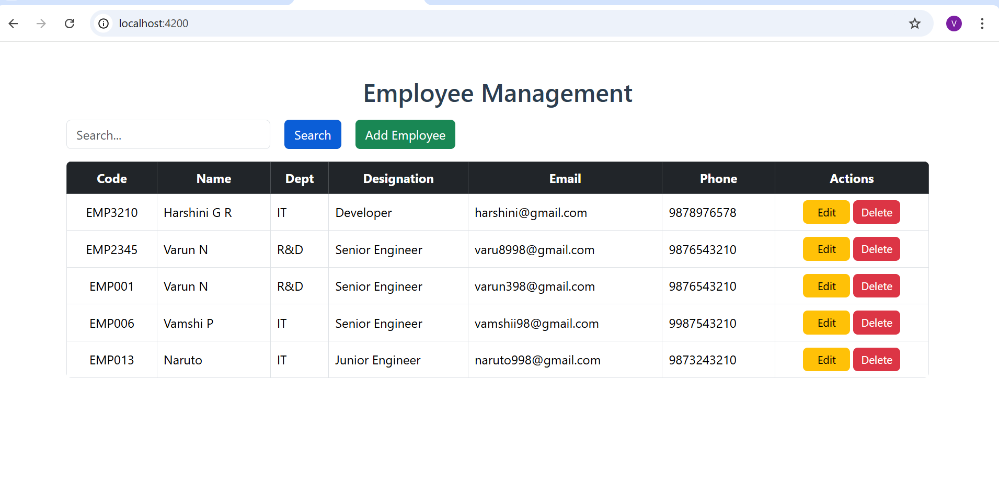 localhost:4200
V
Employee Management
Search... Search Add Employee
Code Name Dept Designation Email Phone Actions
EMP3210 Harshini G R IT Developer harshini@gmail.com 9878976578 Edit Delete
EMP2345 Varun N R&D Senior Engineer varu8998@gmail.com 9876543210 Edit Delete
EMP001 Varun N R&D Senior Engineer varun398@gmail.com 9876543210 Edit Delete
EMP006 Vamshi P IT Senior Engineer vamshii98@gmail.com 9987543210 Edit Delete
EMP013 Naruto IT Junior Engineer naruto998@gmail.com 9873243210 Edit Delete